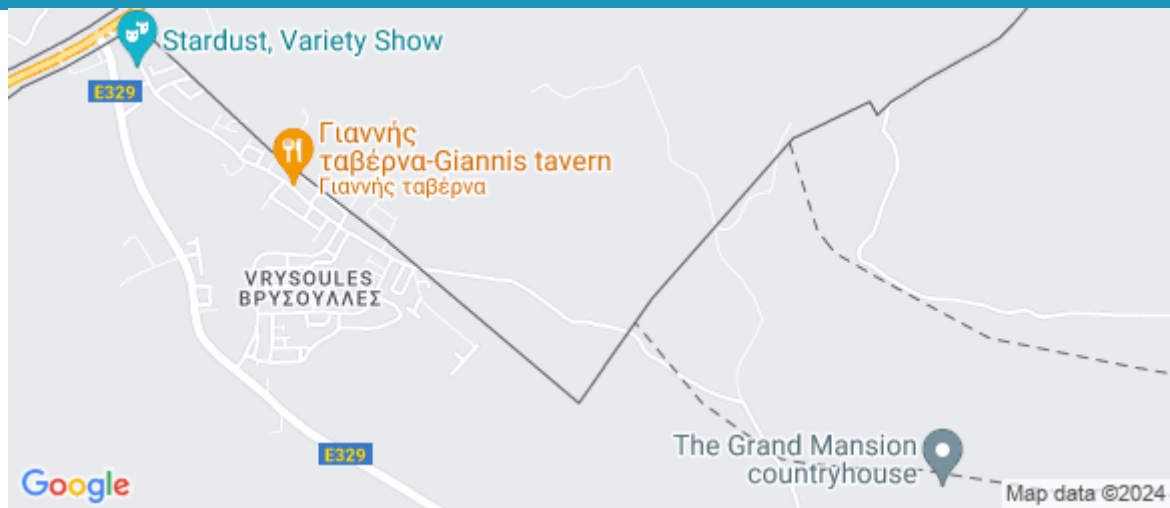 Stardust, Variety Show
E329
Γιαννής
ταβέρνα-Giannis tavern
Γιαννής ταβέρνα
VRYSOULES
ΒΡΥΣΟΥΛΛΕΣ
E329
The Grand Mansion
countryhouse
Google
Map data ©2024